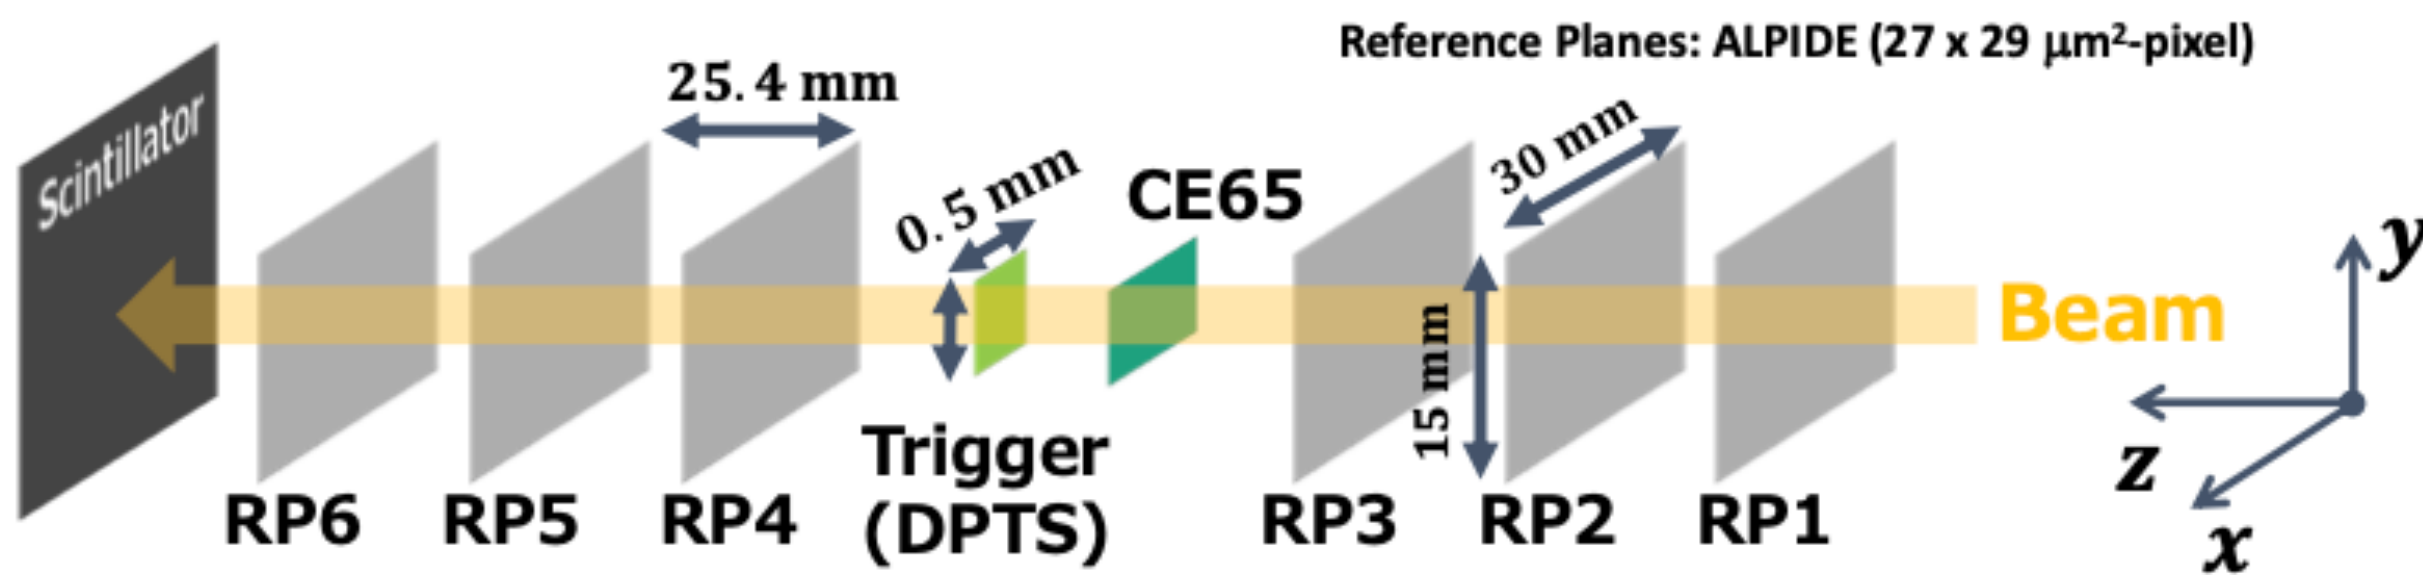 Reference Planes: ALPIDE (27 x 29 μm²-pixel)
Scintillator
25.4 mm
0.5 mm
CE65
30 mm
15 mm
Beam
y
z
x
Trigger
(DPTS)
RP6
RP5
RP4
RP3
RP2
RP1